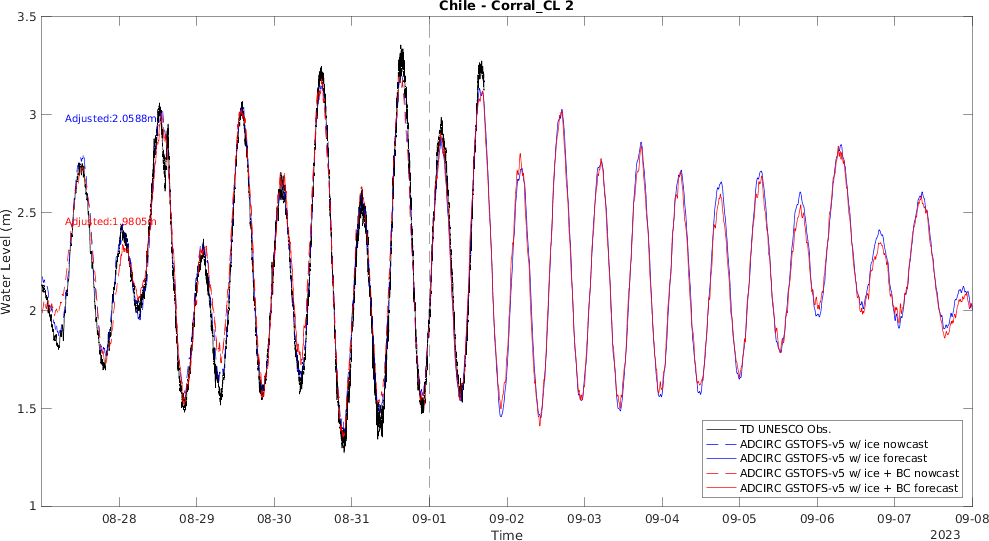 Chile - Corral_CL 2
3.5
3
2.5
2
1.5
1
Water Level (m)
Adjusted:2.0588m
Adjusted:1.9805m
TD UNESCO Obs.
ADCIRC GSTOFS-v5 w/ ice nowcast
ADCIRC GSTOFS-v5 w/ ice forecast
ADCIRC GSTOFS-v5 w/ ice + BC nowcast
ADCIRC GSTOFS-v5 w/ ice + BC forecast
08-28 08-29 08-30 08-31 09-01 09-02 09-03 09-04 09-05 09-06 09-07 09-08
Time
2023